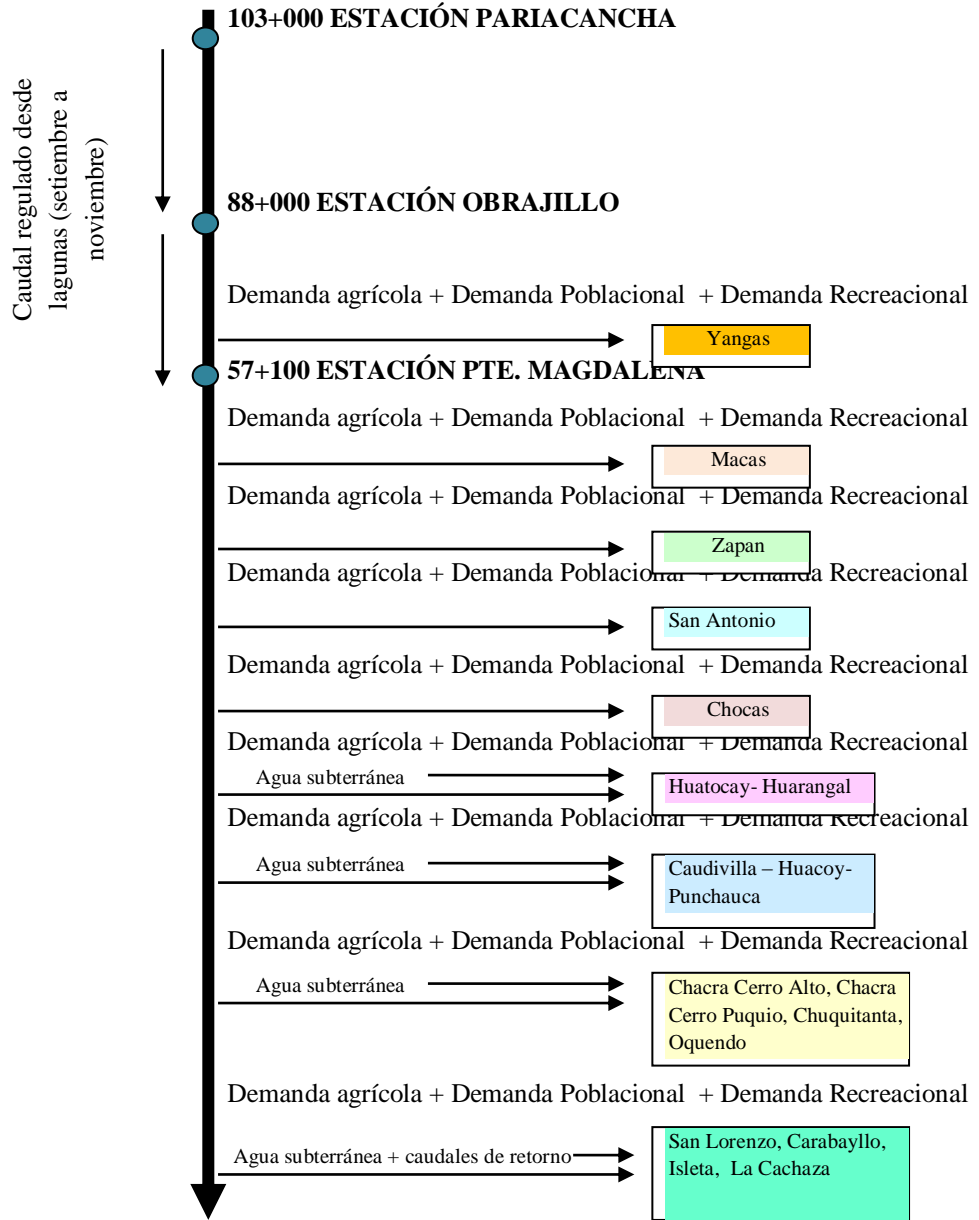 103+000 ESTACIÓN PARIACANCHA
Caudal regulado desde
lagunas (setiembre a
noviembre)
88+000 ESTACIÓN OBRAJILLO
Demanda agrícola + Demanda Poblacional + Demanda Recreacional
Yangas
57+100 ESTACIÓN PTE. MAGDALENA
Demanda agrícola + Demanda Poblacional + Demanda Recreacional
Macas
Demanda agrícola + Demanda Poblacional + Demanda Recreacional
Zapan
Demanda agrícola + Demanda Poblacional + Demanda Recreacional
San Antonio
Demanda agrícola + Demanda Poblacional + Demanda Recreacional
Chocas
Demanda agrícola + Demanda Poblacional + Demanda Recreacional
Agua subterránéa
Huatocay- Huarangal
Demanda agrícola + Demanda Poblacional + Demanda Recreacional
Agua subterránéa
Caudivilla – Huacoy-
Punchauca
Demanda agrícola + Demanda Poblacional + Demanda Recreacional
Agua subterránéa
Chacra Cerro Alto, Chacra
Cerro Puquio, Chuquitanta,
Oquendo
Demanda agrícola + Demanda Poblacional + Demanda Recreacional
Agua subterránéa + caudales de retorno
San Lorenzo, Carabayllo,
Isleta, La Cachaza